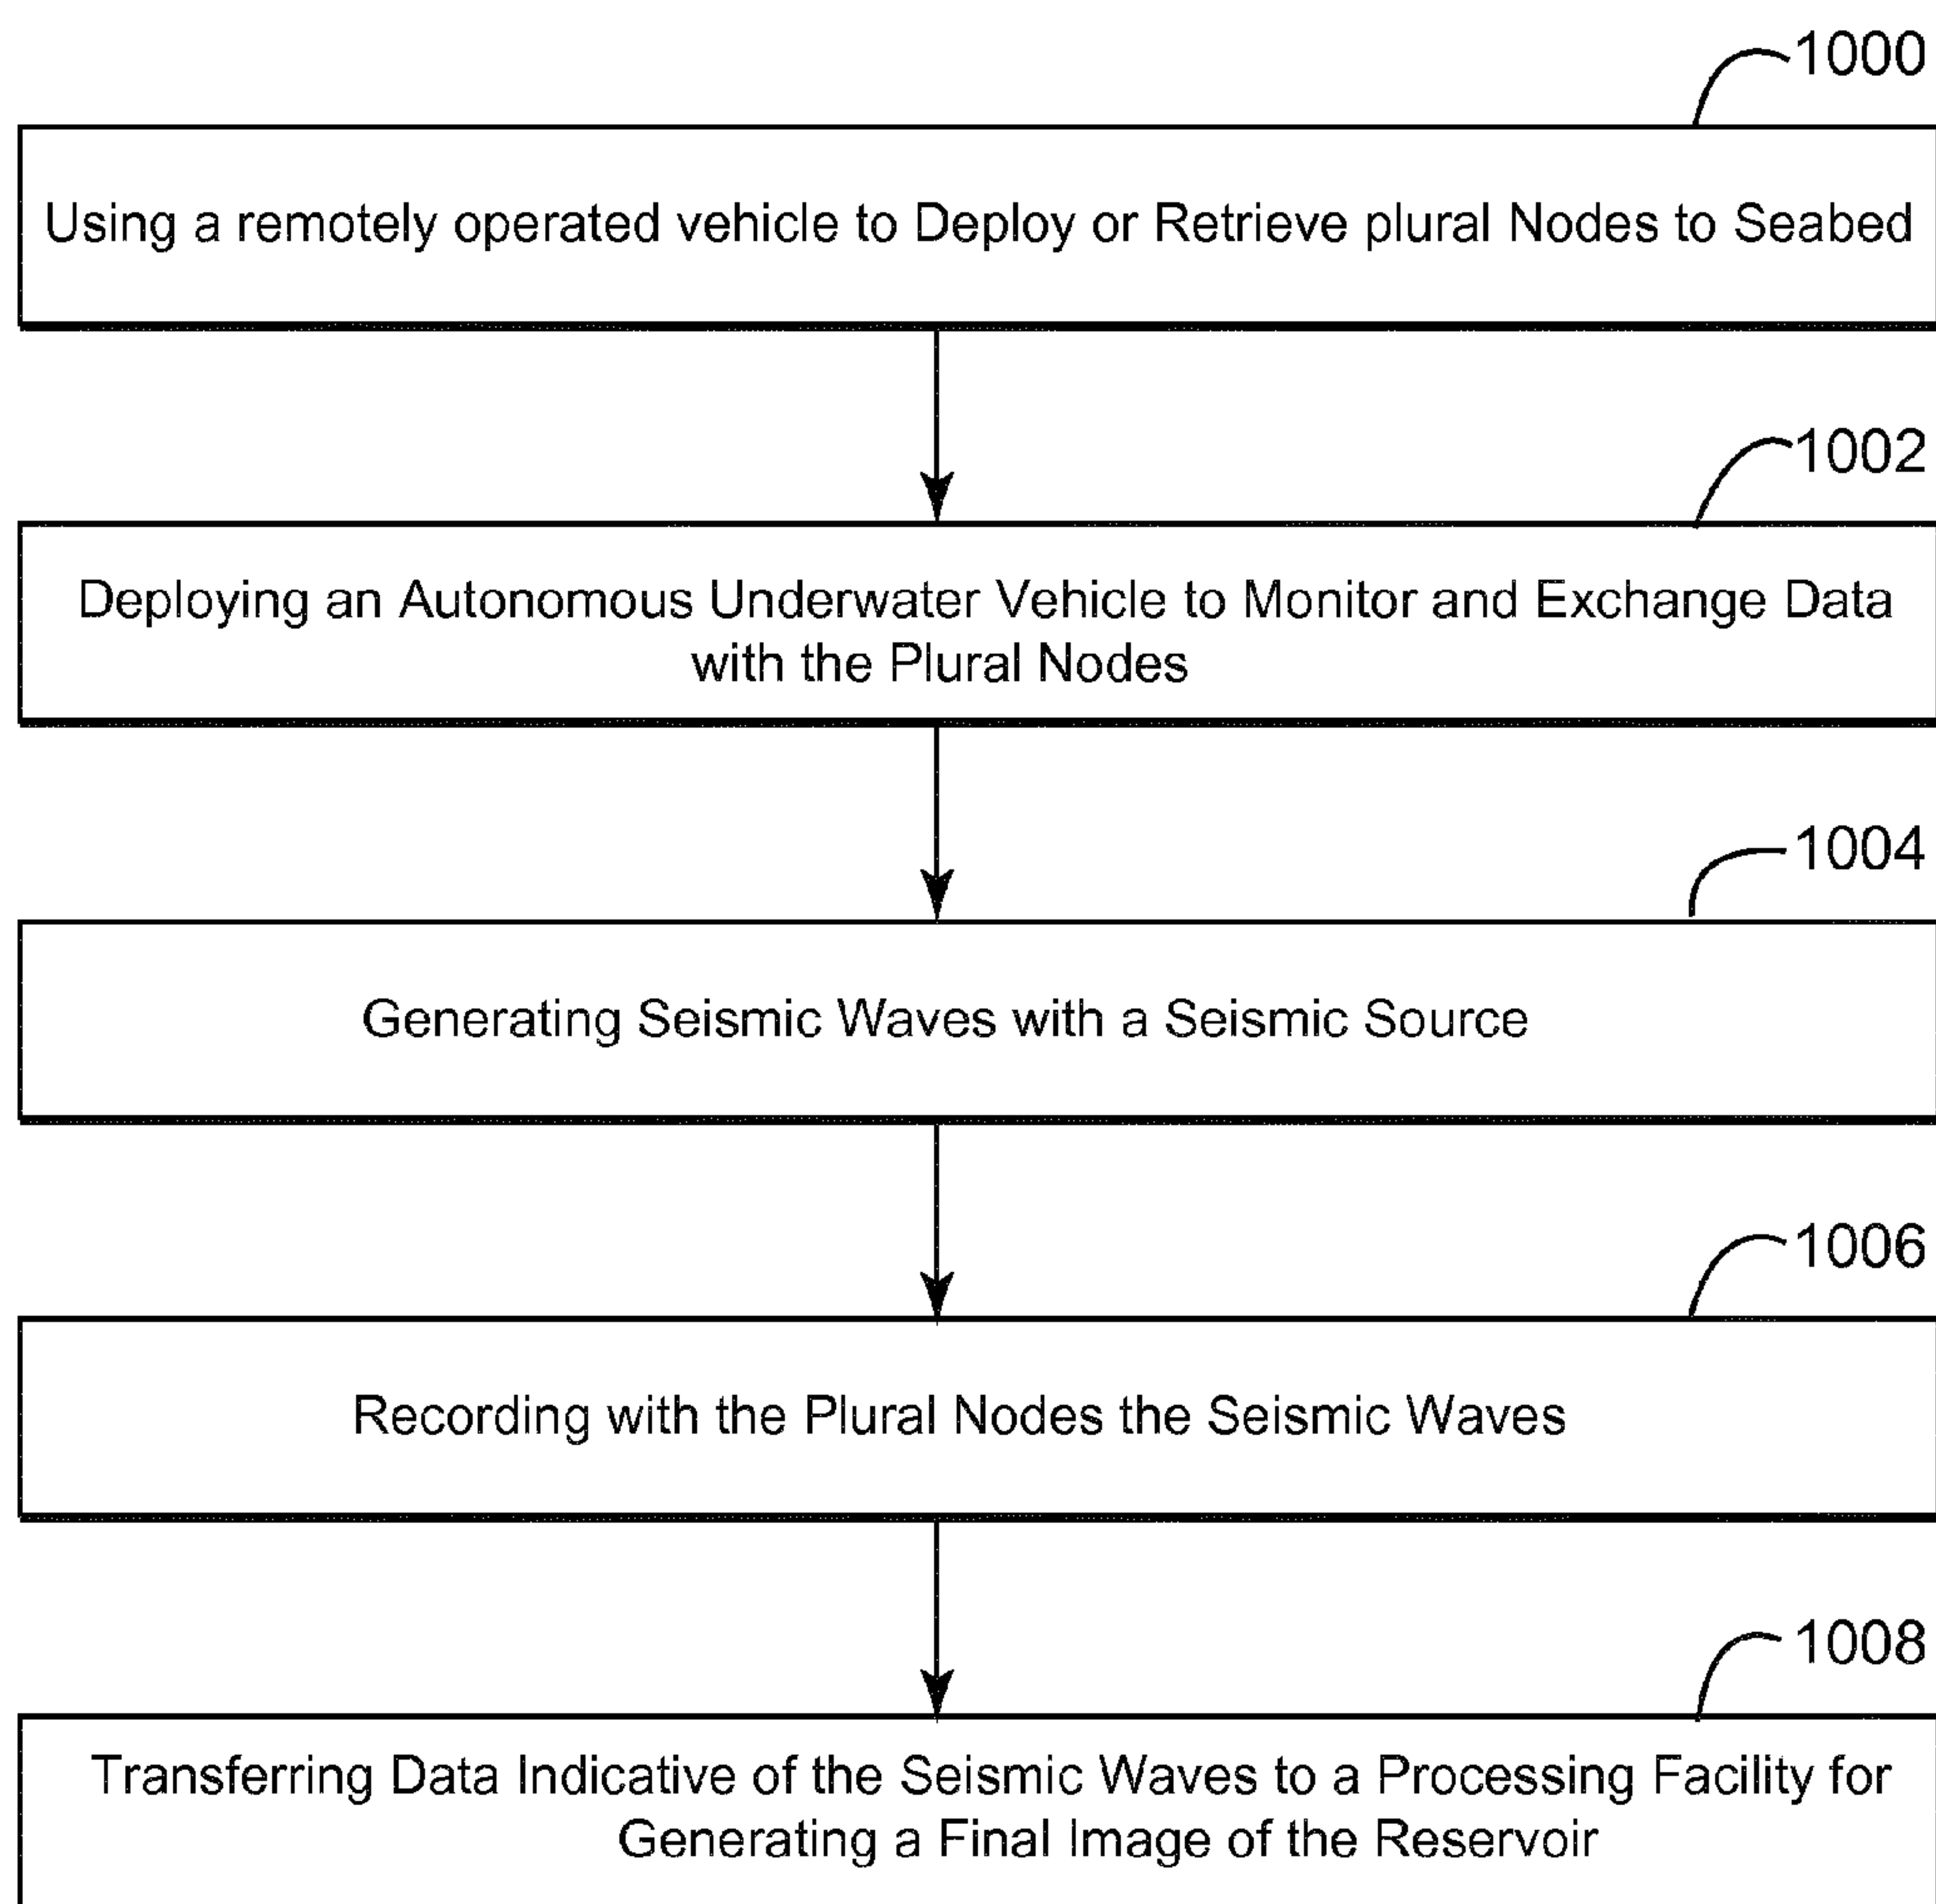 1000
Using a remotely operated vehicle to Deploy or Retrieve plural Nodes to Seabed
1002
Deploying an Autonomous Underwater Vehicle to Monitor and Exchange Data
with the Plural Nodes
1004
Generating Seismic Waves with a Seismic Source
1006
Recording with the Plural Nodes the Seismic Waves
1008
Transferring Data Indicative of the Seismic Waves to a Processing Facility for
Generating a Final Image of the Reservoir